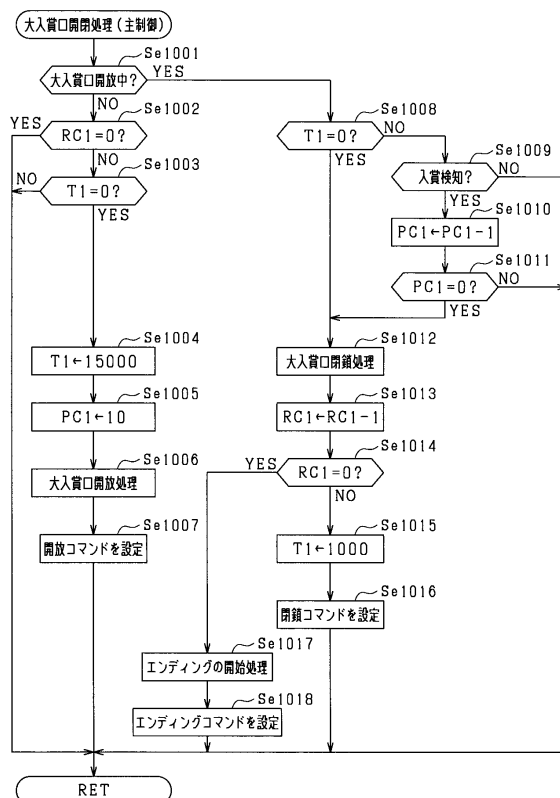 大入賞口開閉処理(主制御)
Se1001
大入賞口開放中?
YES
NO
Se1002
YES
RC1=0?
NO
Se1003
NO
T1=0?
YES
Se1004
T1←15000
Se1005
PC1←10
Se1006
大入賞口開放処理
Se1007
開放コマンドを設定
Se1008
T1=0?
NO
YES
Se1009
入賞検知?
NO
YES
Se1010
PC1←PC1-1
Se1011
PC1=0?
NO
YES
Se1012
大入賞口閉鎖処理
Se1013
RC1←RC1-1
Se1014
YES
RC1=0?
NO
Se1015
T1←1000
Se1016
閉鎖コマンドを設定
Se1017
エンディングの開始処理
Se1018
エンディングコマンドを設定
RET